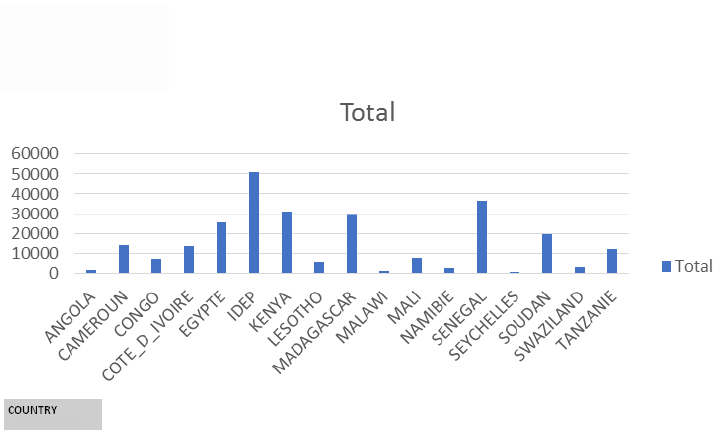 Total
60000
50000
40000
30000
20000
10000
0
ANGOLA
CAMEROUN
CONGO
COTE_D_IVOIRE
EGYPTE
IDEP
KENYA
LESOTHO
MADAGASCAR
MALAWI
MALI
NAMIBIE
SENEGAL
SEYCHELLES
SOUDAN
SWAZILAND
TANZANIE
Total
COUNTRY